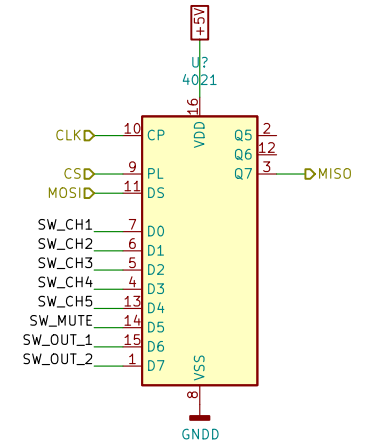 +5V
U?
4021
16
VDD
CLK 10 CP Q5 2
Q6 12
CS 9 PL Q7 3 MISO
MOSI 11 DS
SW_CH1 7 D0
SW_CH2 6 D1
SW_CH3 5 D2
SW_CH4 4 D3
SW_CH5 13 D4
SW_MUTE 14 D5
SW_OUT_1 15 D6
SW_OUT_2 1 D7
VSS
8
GNDD